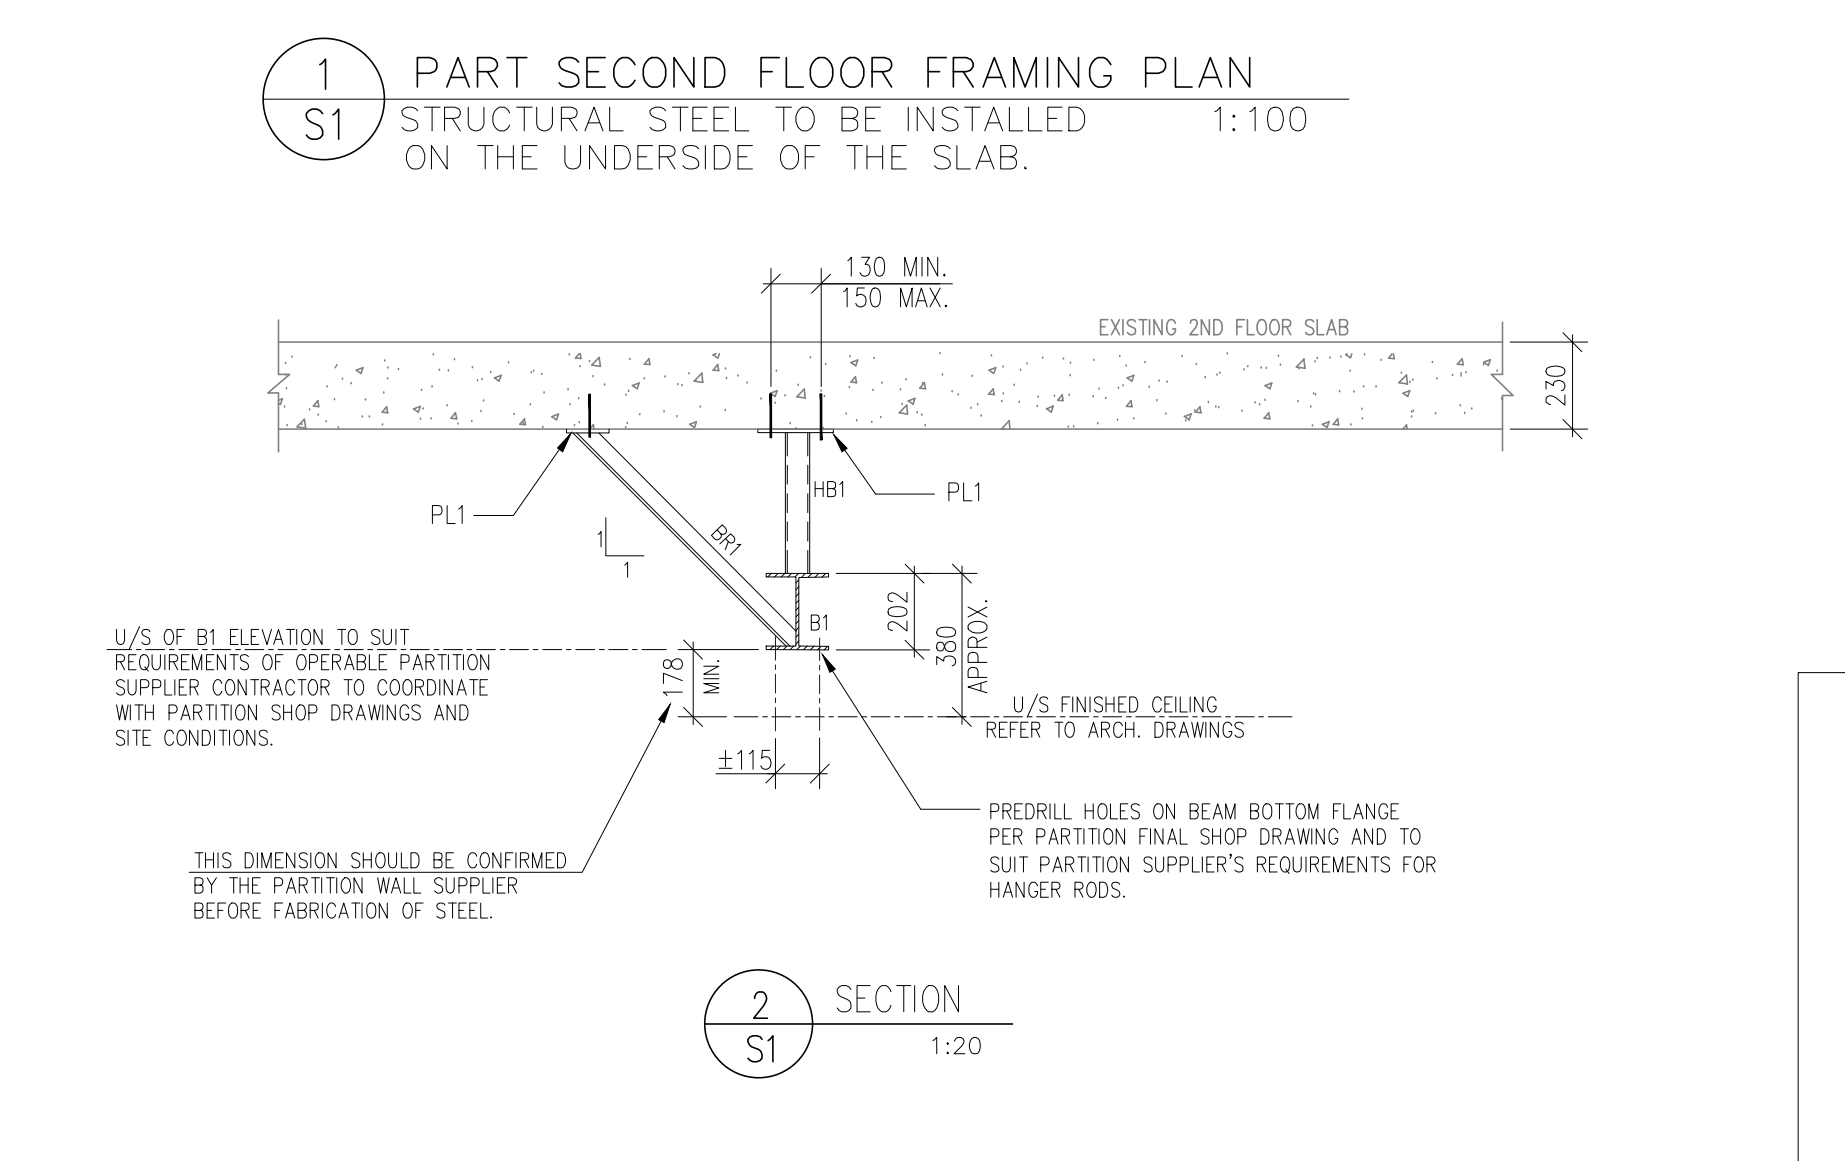 1
S1
PART SECOND FLOOR FRAMING PLAN
STRUCTURAL STEEL TO BE INSTALLED 1:100
ON THE UNDERSIDE OF THE SLAB.
130 MIN.
150 MAX.
EXISTING 2ND FLOOR SLAB
230
PL1
HB1
PL1
BR1
1
1
202
380
APPROX.
B1
U/S OF B1 ELEVATION TO SUIT
REQUIREMENTS OF OPERABLE PARTITION
SUPPLIER CONTRACTOR TO COORDINATE
WITH PARTITION SHOP DRAWINGS AND
SITE CONDITIONS.
178
MIN.
U/S FINISHED CEILING
REFER TO ARCH. DRAWINGS
±115
PREDRILL HOLES ON BEAM BOTTOM FLANGE
PER PARTITION FINAL SHOP DRAWING AND TO
SUIT PARTITION SUPPLIER'S REQUIREMENTS FOR
HANGER RODS.
THIS DIMENSION SHOULD BE CONFIRMED
BY THE PARTITION WALL SUPPLIER
BEFORE FABRICATION OF STEEL.
2
S1
SECTION
1:20